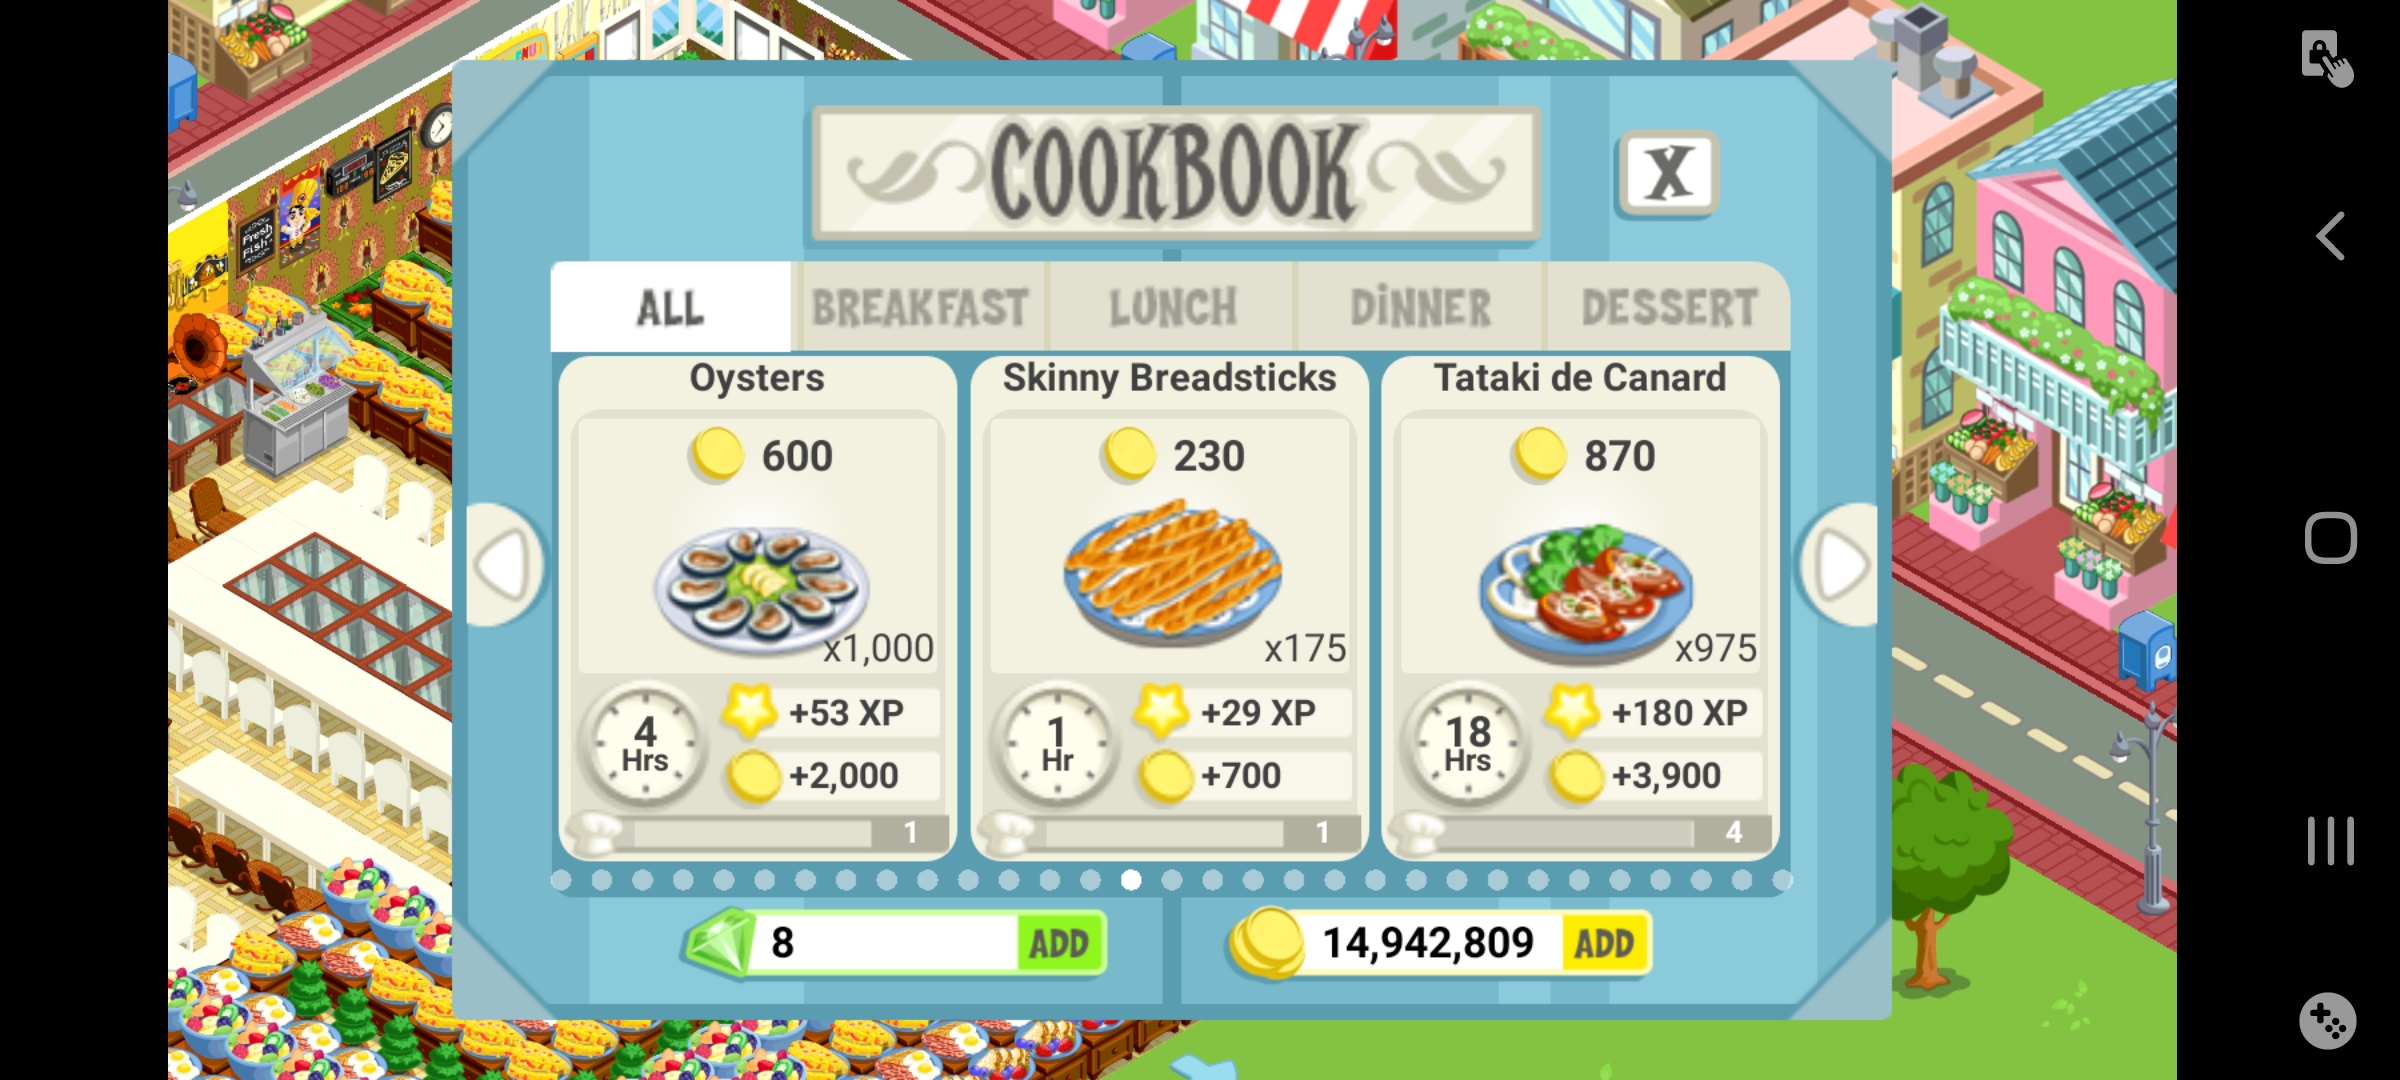 Fresh
Fish
COOKBOOK
X
ALL
BREAKFAST
LUNCH
DINNER
DESSERT
Oysters
600
x1,000
4
Hrs
+53 XP
+2,000
1
Skinny Breadsticks
230
x175
1
Hr
+29 XP
+700
1
Tataki de Canard
870
x975
18
Hrs
+180 XP
+3,900
4
8
ADD
14,942,809
ADD